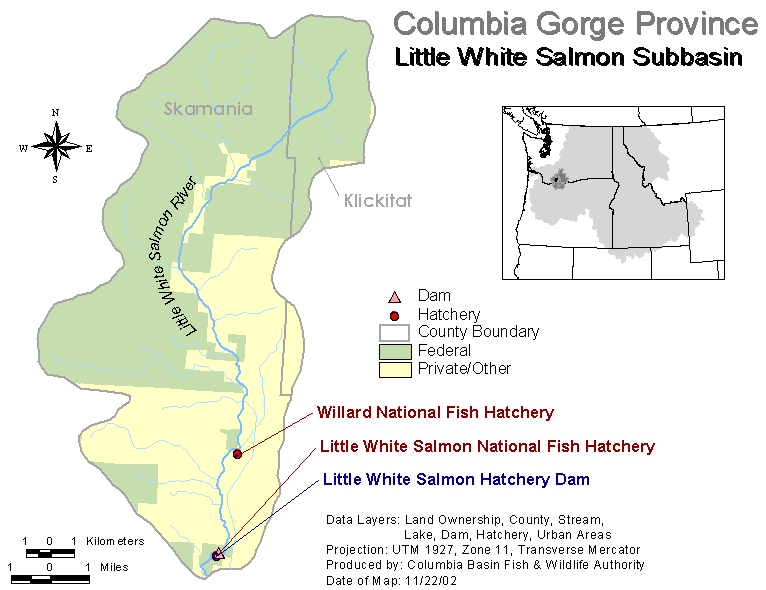 Columbia Gorge Province
Little White Salmon Subbasin
Skamania
N
W E
S
Klickitat
Little White Salmon River
Dam
Hatchery
County Boundary
Federal
Private/Other
Willard National Fish Hatchery
Little White Salmon National Fish Hatchery
Little White Salmon Hatchery Dam
Data Layers: Land Ownership, County, Stream,
Lake, Dam, Hatchery, Urban Areas
Projection: UTM 1927, Zone 11, Transverse Mercator
Produced by: Columbia Basin Fish & Wildlife Authority
Date of Map: 11/22/02
1 0 1 Kilometers
1 0 1 Miles